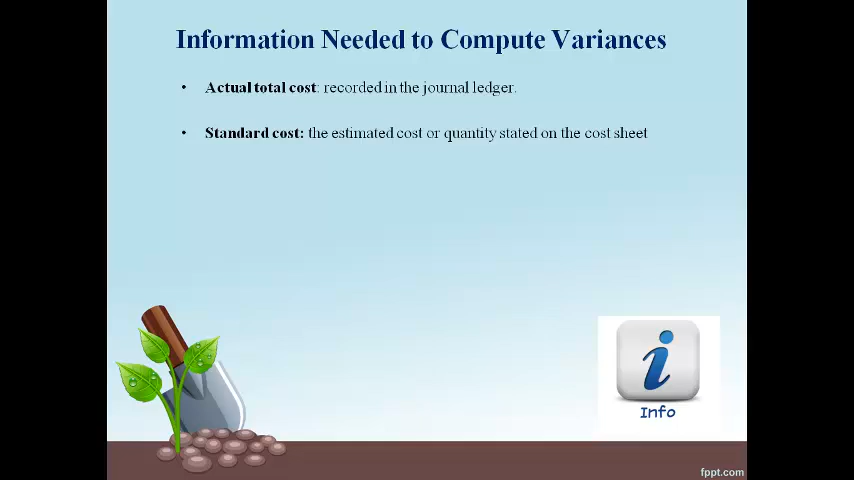 Information Needed to Compute Variances
• Actual total cost: recorded in the journal ledger.
• Standard cost: the estimated cost or quantity stated on the cost sheet
i
Info
fppt.com